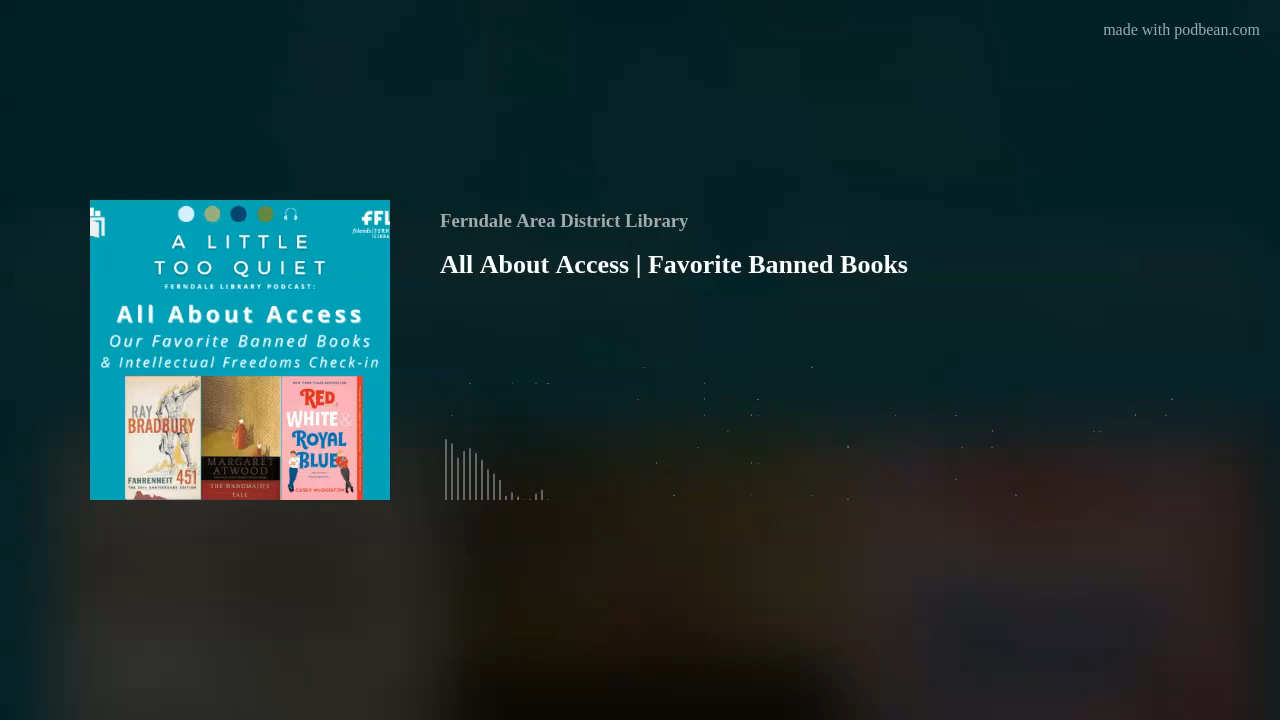 made with podbean.com
Ferndale Area District Library
All About Access | Favorite Banned Books
fFL
A LITTLE
TOO QUIET
FERNDALE LIBRARY PODCAST:
All About Access
Our Favorite Banned Books
& Intellectual Freedoms Check-in
RAY
BRADBURY
FAHRENHEIT 451
MARGARET
ATWOOD
THE HANDMAID'S
TALE
RED,
WHITE &
ROYAL
BLUE
CASEY McQUISTON